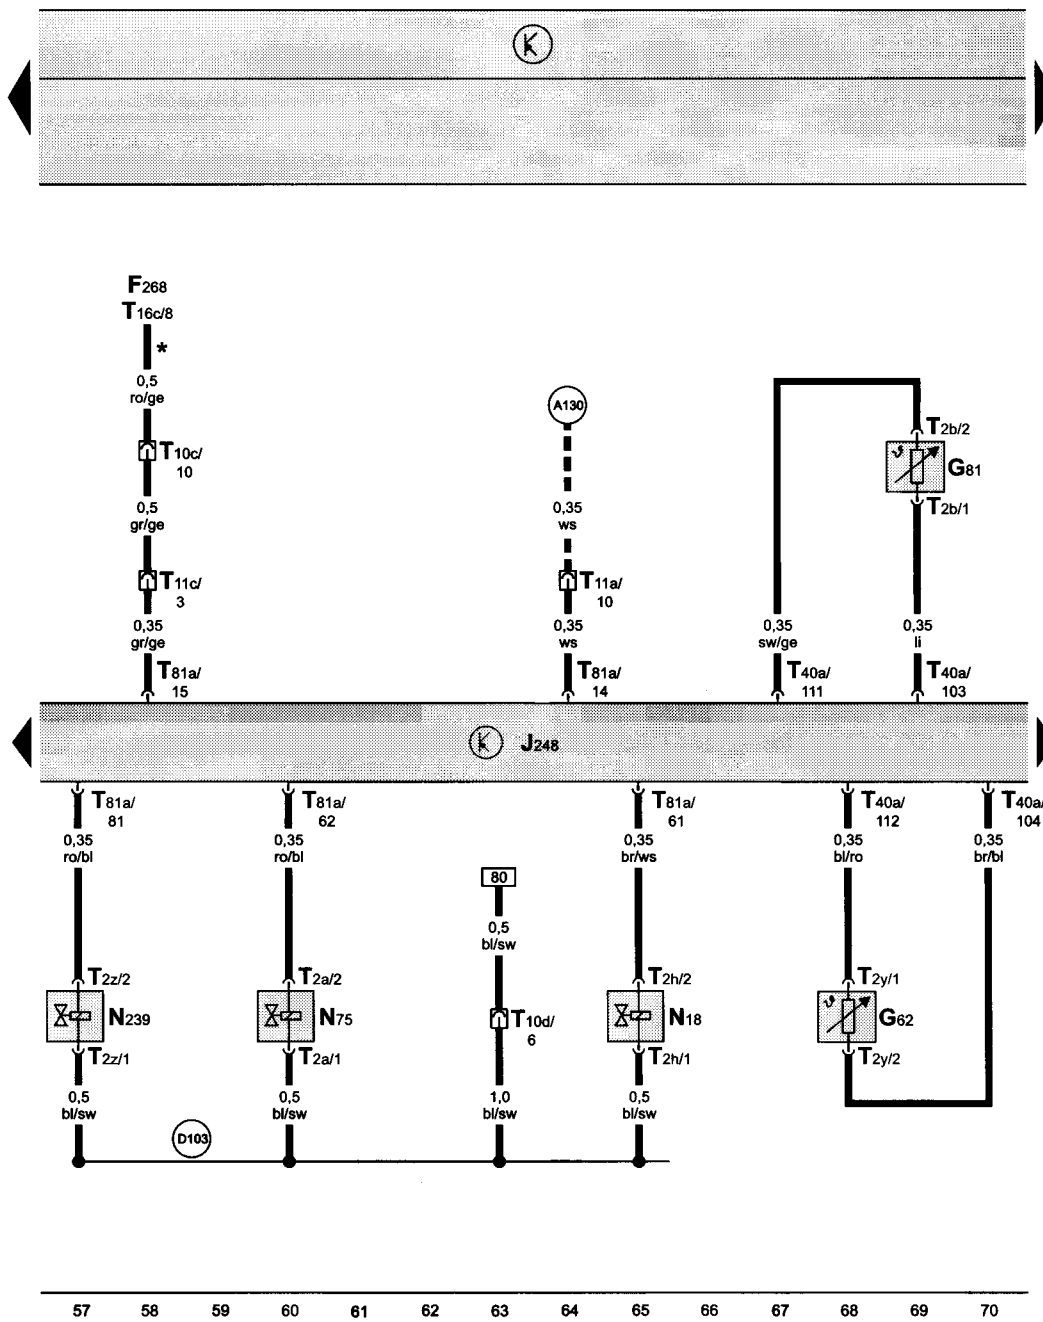 F268
T16c/8
*
0,5
ro/ge
T10c/
10
0,5
gr/ge
T11c/
3
0,35
gr/ge
T81a/
15
A130
0,35
ws
T11a/
10
0,35
ws
T81a/
14
T2b/2
G81
T2b/1
0,35
sw/ge
T40a/
111
0,35
li
T40a/
103
J248
T81a/
81
0,35
ro/bl
T2z/2
N239
T2z/1
0,5
bl/sw
D103
T81a/
62
0,35
ro/bl
T2a/2
N75
T2a/1
0,5
bl/sw
80
0,5
bl/sw
T10d/
6
1,0
bl/sw
T81a/
61
0,35
br/ws
T2h/2
N18
T2h/1
0,5
bl/sw
T40a/
112
0,35
bl/ro
T2y/1
G62
T2y/2
T40a/
104
0,35
br/bl
57 58 59 60 61 62 63 64 65 66 67 68 69 70